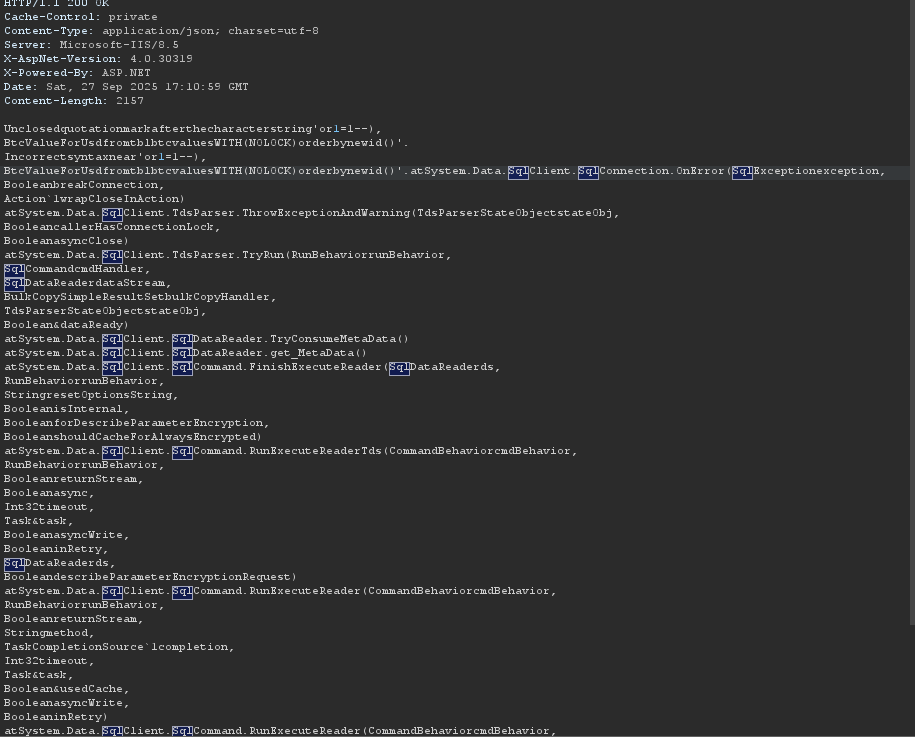 HTTP/1.1 200 OK
Cache-Control: private
Content-Type: application/json; charset=utf-8
Server: Microsoft-IIS/8.5
X-AspNet-Version: 4.0.30319
X-Powered-By: ASP.NET
Date: Sat, 27 Sep 2025 17:10:59 GMT
Content-Length: 2157
Unclosedquotationmarkafterthecharacterstring'or1=1--),
BtcValueForUsdfromtblbtcvaluesWITH(NOLOCK)orderbynewid()'.
Incorrectsyntaxnear'or1=1--),
BtcValueForUsdfromtblbtcvaluesWITH(NOLOCK)orderbynewid()'.atSystem.Data.SqlClient.SqlConnection.OnError(SqlExceptionexception,
BooleanbreakConnection,
Action`1wrapCloseInAction)
atSystem.Data.SqlClient.TdsParser.ThrowExceptionAndWarning(TdsParserStateObjectstateObj,
BooleancallerHasConnectionLock,
BooleanasyncClose)
atSystem.Data.SqlClient.TdsParser.TryRun(RunBehaviorrunBehavior,
SqlCommandcmdHandler,
SqlDataReaderdataStream,
BulkCopySimpleResultSetbulkCopyHandler,
TdsParserStateObjectstateObj,
Boolean&dataReady)
atSystem.Data.SqlClient.SqlDataReader.TryConsumeMetaData()
atSystem.Data.SqlClient.SqlDataReader.get_MetaData()
atSystem.Data.SqlClient.SqlCommand.FinishExecuteReader(SqlDataReaderds,
RunBehaviorrunBehavior,
StringresetOptionsString,
BooleanisInternal,
BooleanforDescribeParameterEncryption,
BooleanshouldCacheForAlwaysEncrypted)
atSystem.Data.SqlClient.SqlCommand.RunExecuteReaderTds(CommandBehaviorcmdBehavior,
RunBehaviorrunBehavior,
BooleanreturnStream,
Booleanasync,
Int32timeout,
Task&task,
BooleanasyncWrite,
BooleaninRetry,
SqlDataReaderds,
BooleandescribeParameterEncryptionRequest)
atSystem.Data.SqlClient.SqlCommand.RunExecuteReader(CommandBehaviorcmdBehavior,
RunBehaviorrunBehavior,
BooleanreturnStream,
Stringmethod,
TaskCompletionSource`1completion,
Int32timeout,
Task&task,
Boolean&usedCache,
BooleanasyncWrite,
BooleaninRetry)
atSystem.Data.SqlClient.SqlCommand.RunExecuteReader(CommandBehaviorcmdBehavior,